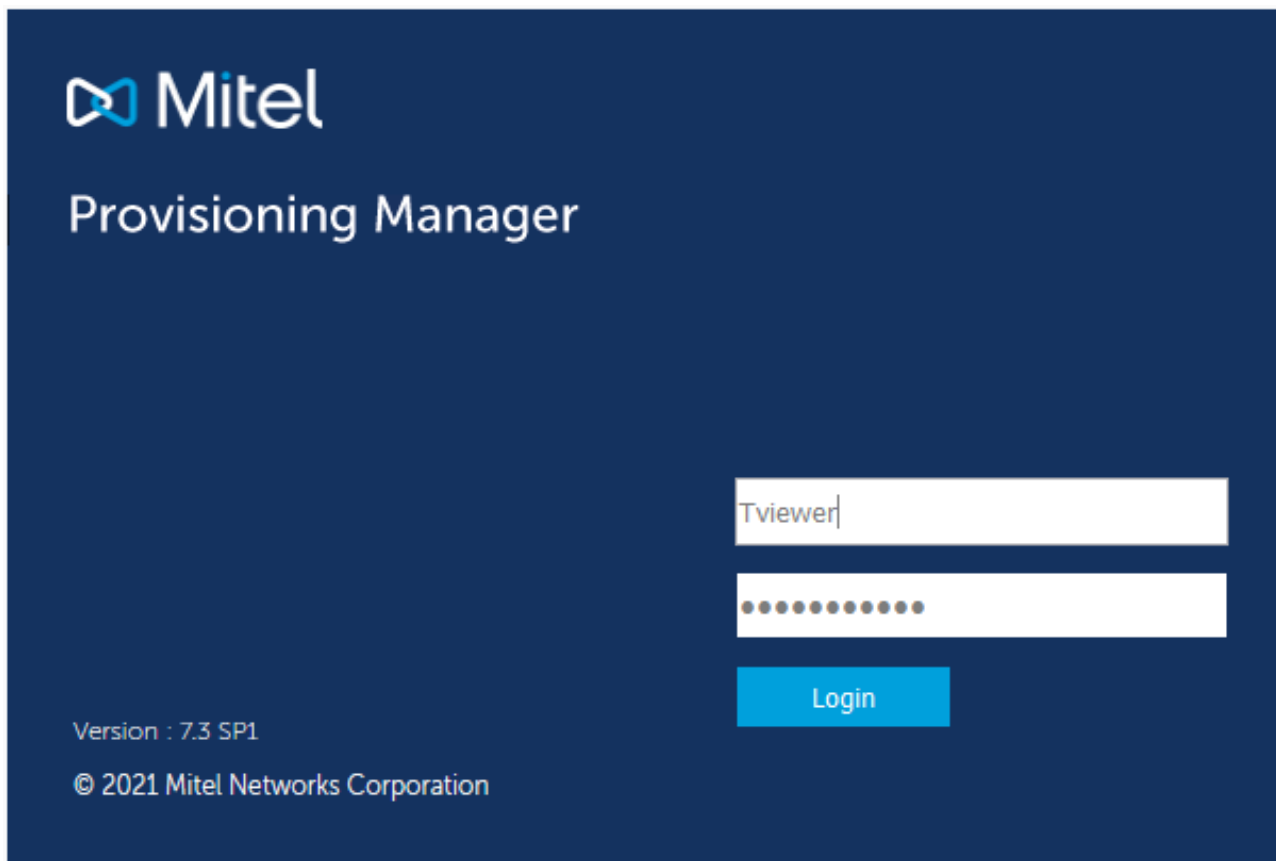 Mitel
Provisioning Manager
Tviewer
●●●●●●●●●●●
Login
Version : 7.3 SP1
© 2021 Mitel Networks Corporation